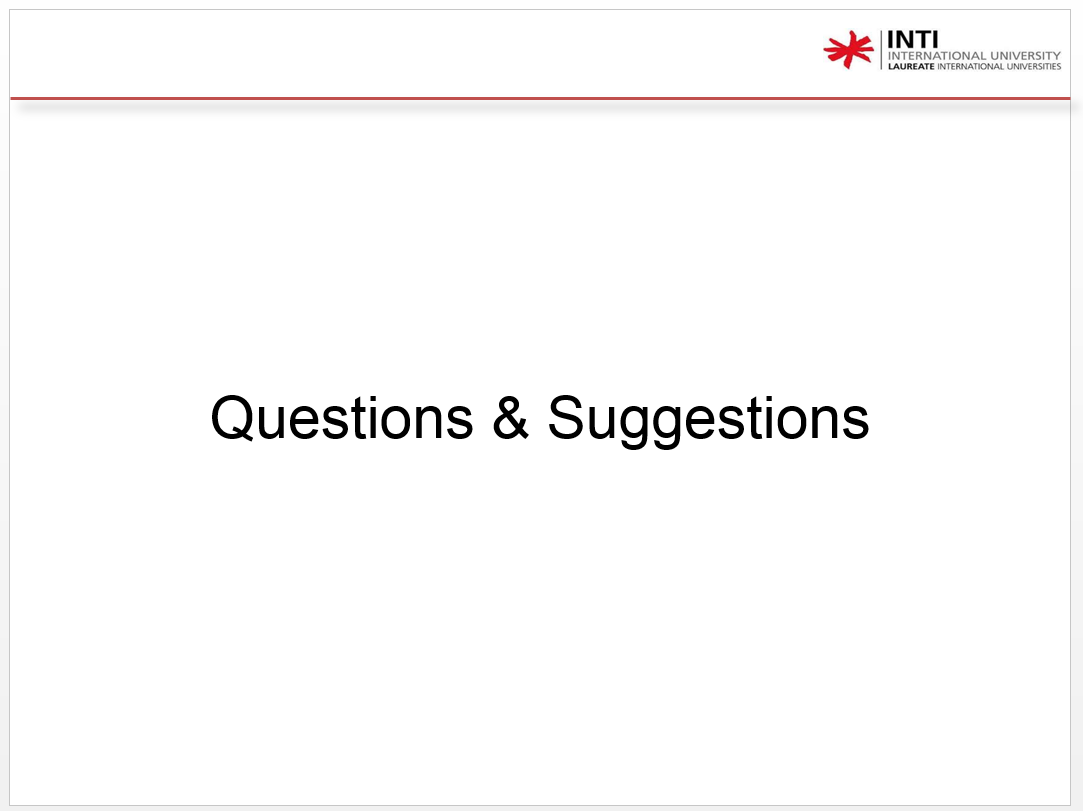 INTI
INTERNATIONAL UNIVERSITY
LAUREATE INTERNATIONAL UNIVERSITIES
Questions & Suggestions